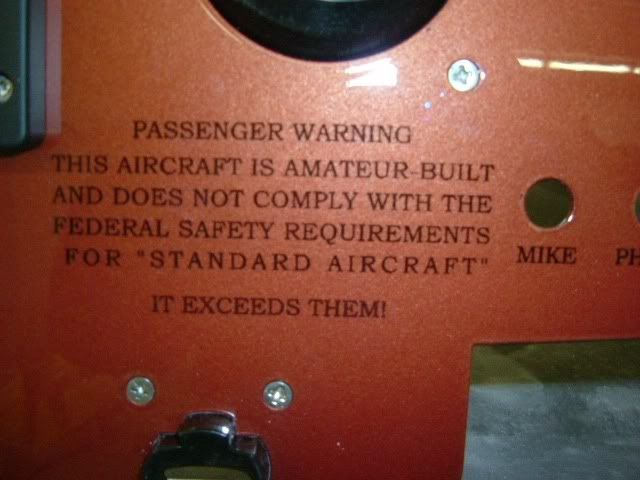 PASSENGER WARNING
THIS AIRCRAFT IS AMATEUR-BUILT
AND DOES NOT COMPLY WITH THE
FEDERAL SAFETY REQUIREMENTS
FOR "STANDARD AIRCRAFT"
IT EXCEEDS THEM!
MIKE
PH